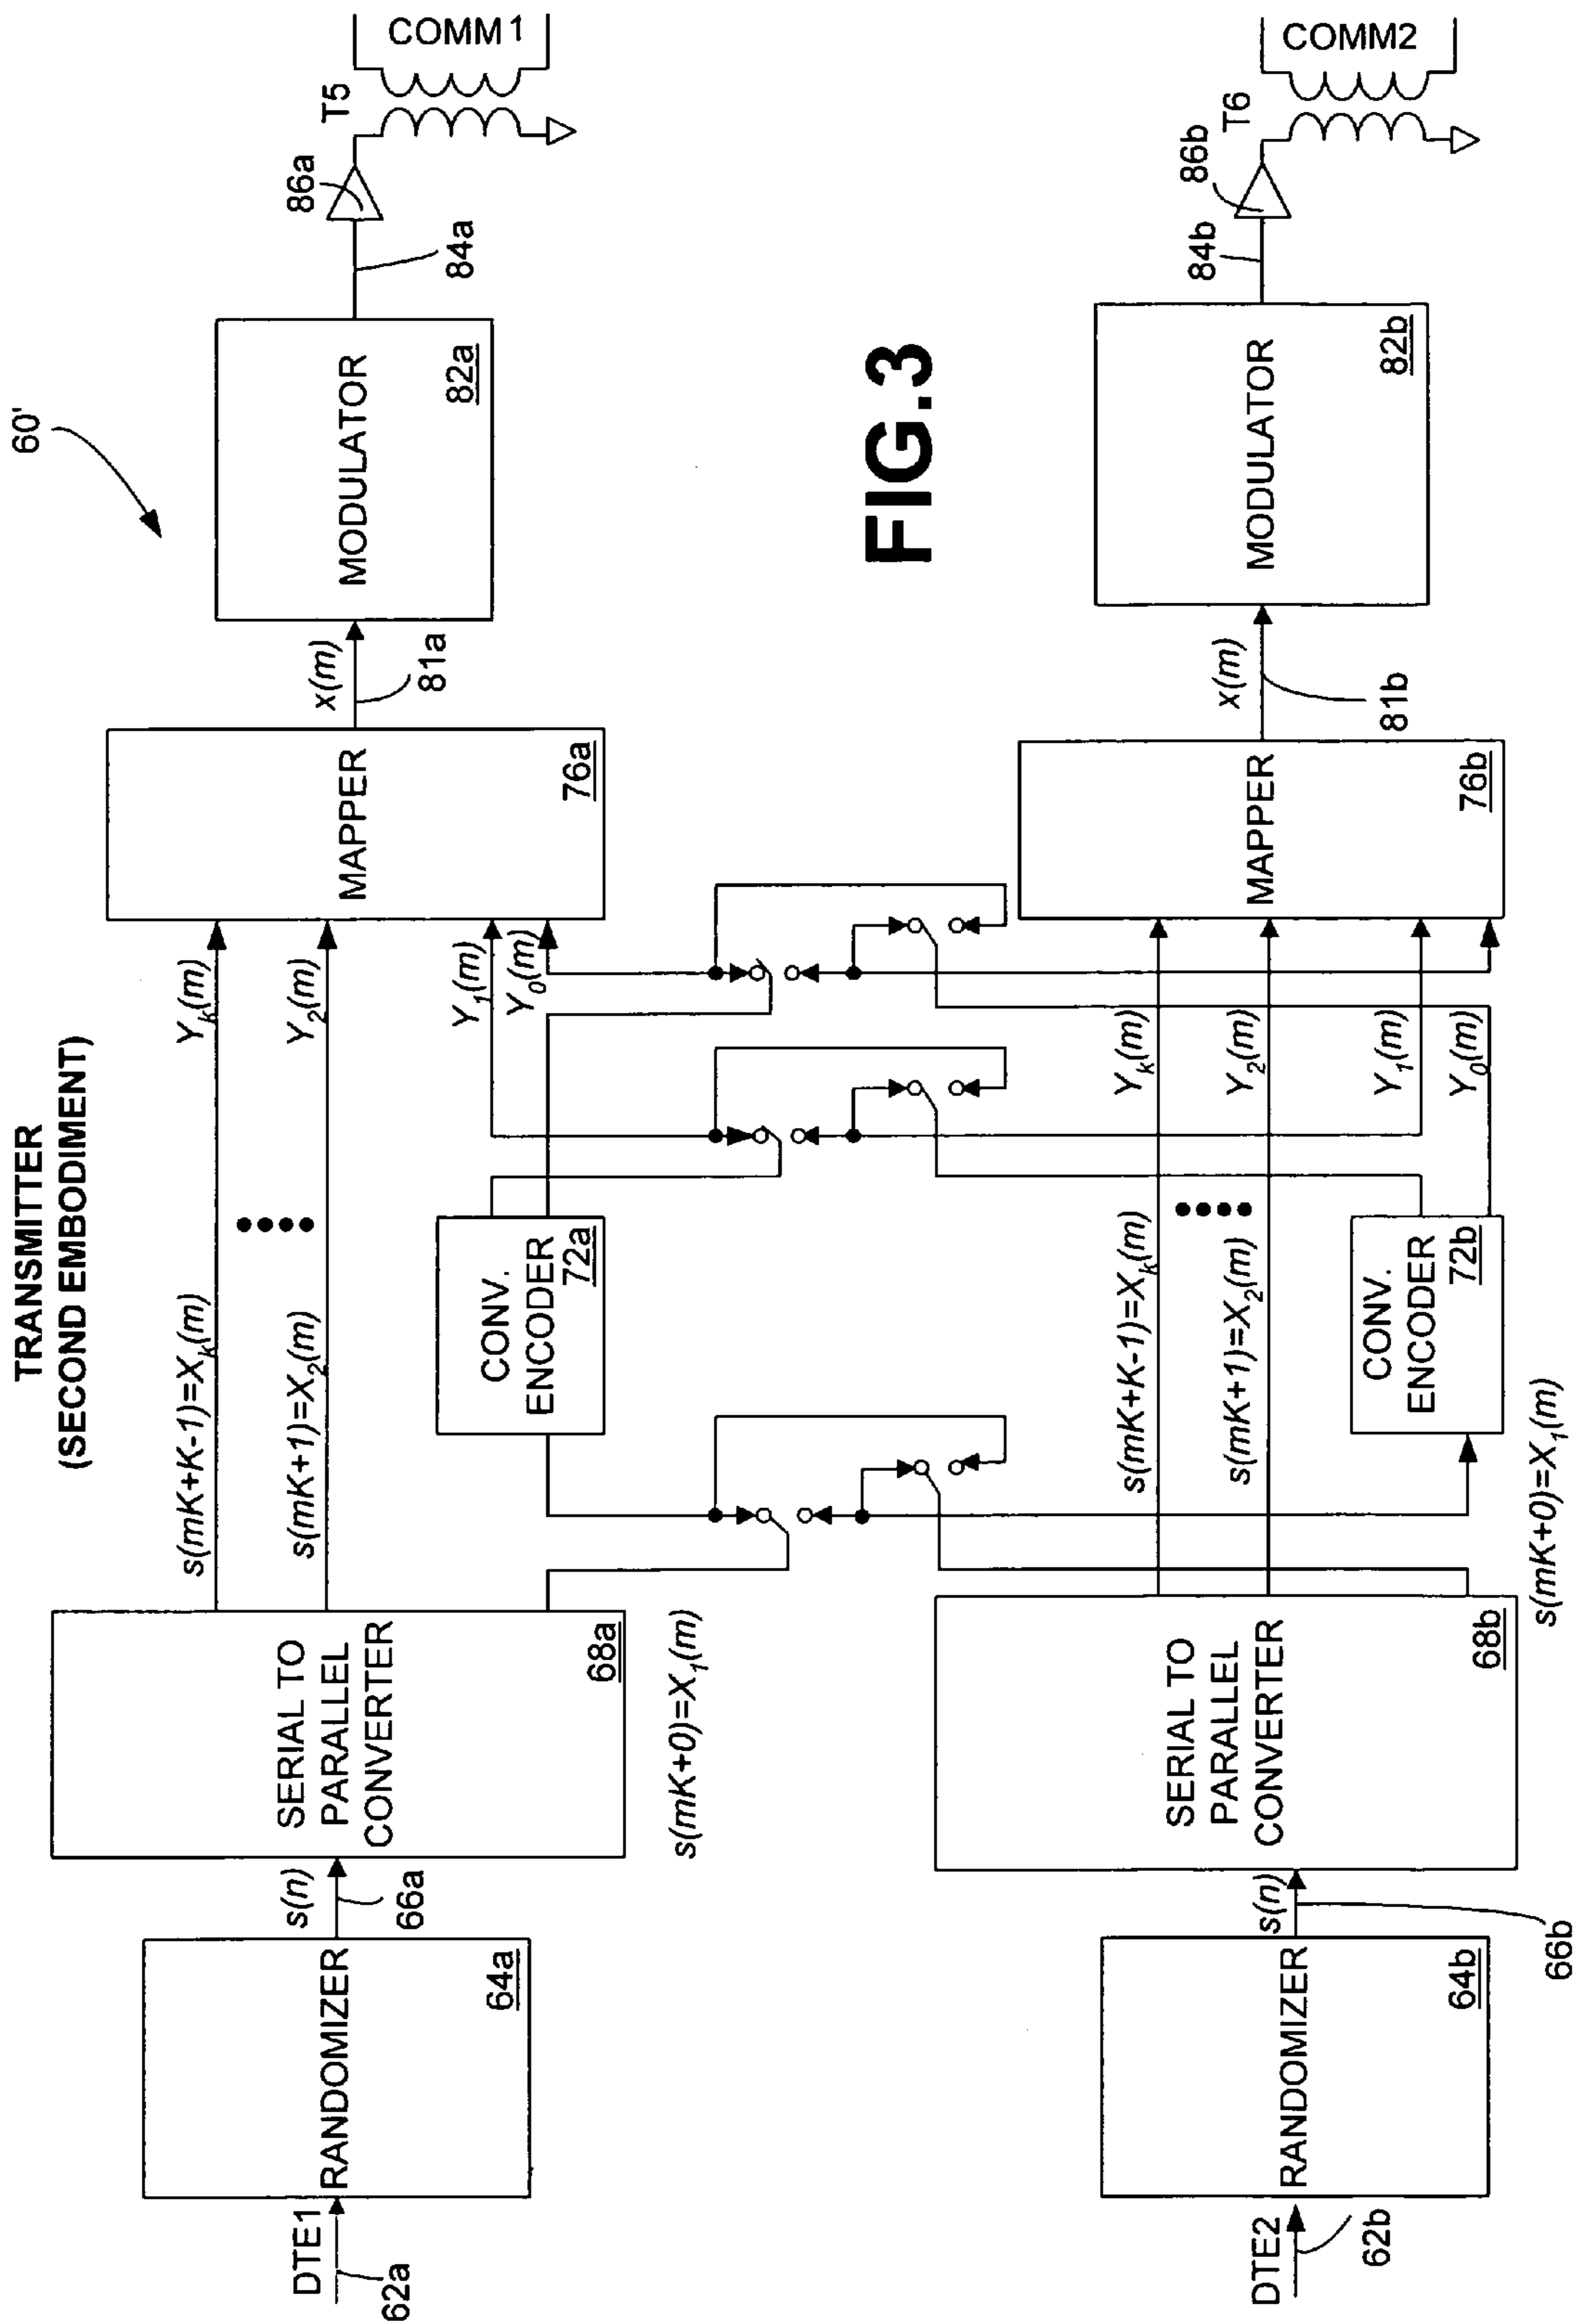 TRANSMITTER
(SECOND EMBODIMENT)
60'
DTE1
62a
RANDOMIZER
64a
s(n)
66a
SERIAL TO
PARALLEL
CONVERTER
68a
s(mK+K-1)=Xk(m)
s(mK+1)=X2(m)
s(mK+0)=X1(m)
CONV.
ENCODER
72a
Yk(m)
Y2(m)
Y1(m)
Y0(m)
MAPPER
76a
x(m)
81a
MODULATOR
82a
84a
86a
T5
COMM1
DTE2
62b
RANDOMIZER
64b
s(n)
66b
SERIAL TO
PARALLEL
CONVERTER
68b
s(mK+K-1)=Xk(m)
s(mK+1)=X2(m)
s(mK+0)=X1(m)
CONV.
ENCODER
72b
Yk(m)
Y2(m)
Y1(m)
Y0(m)
MAPPER
76b
x(m)
81b
MODULATOR
82b
84b
86b
T6
COMM2
FIG.3